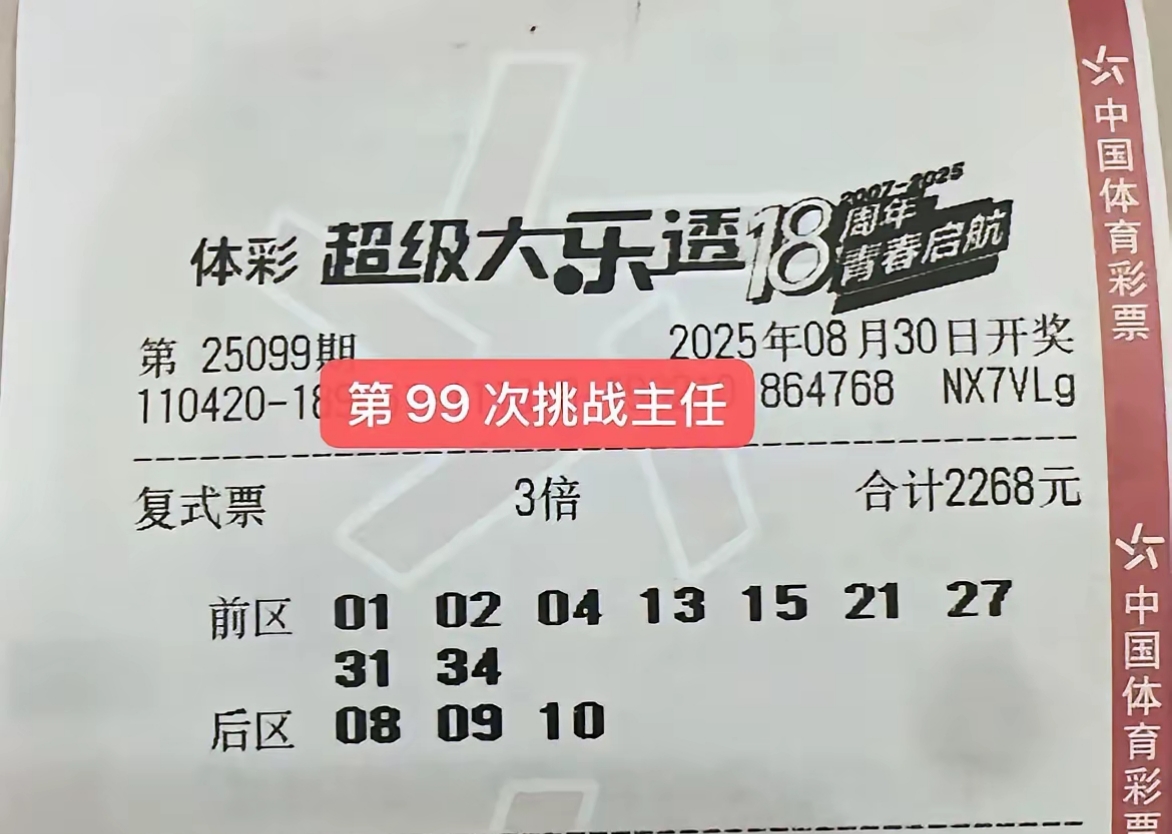 2007-2025
体彩 超级大乐透 18 周年
青春启航
第 25099期 2025年08月30日开奖
110420-18 864768 NX7VLg
第 99 次挑战主任
复式票 3倍 合计2268元
前区 01 02 04 13 15 21 27
31 34
后区 08 09 10
中国体育彩票
中国体育彩票